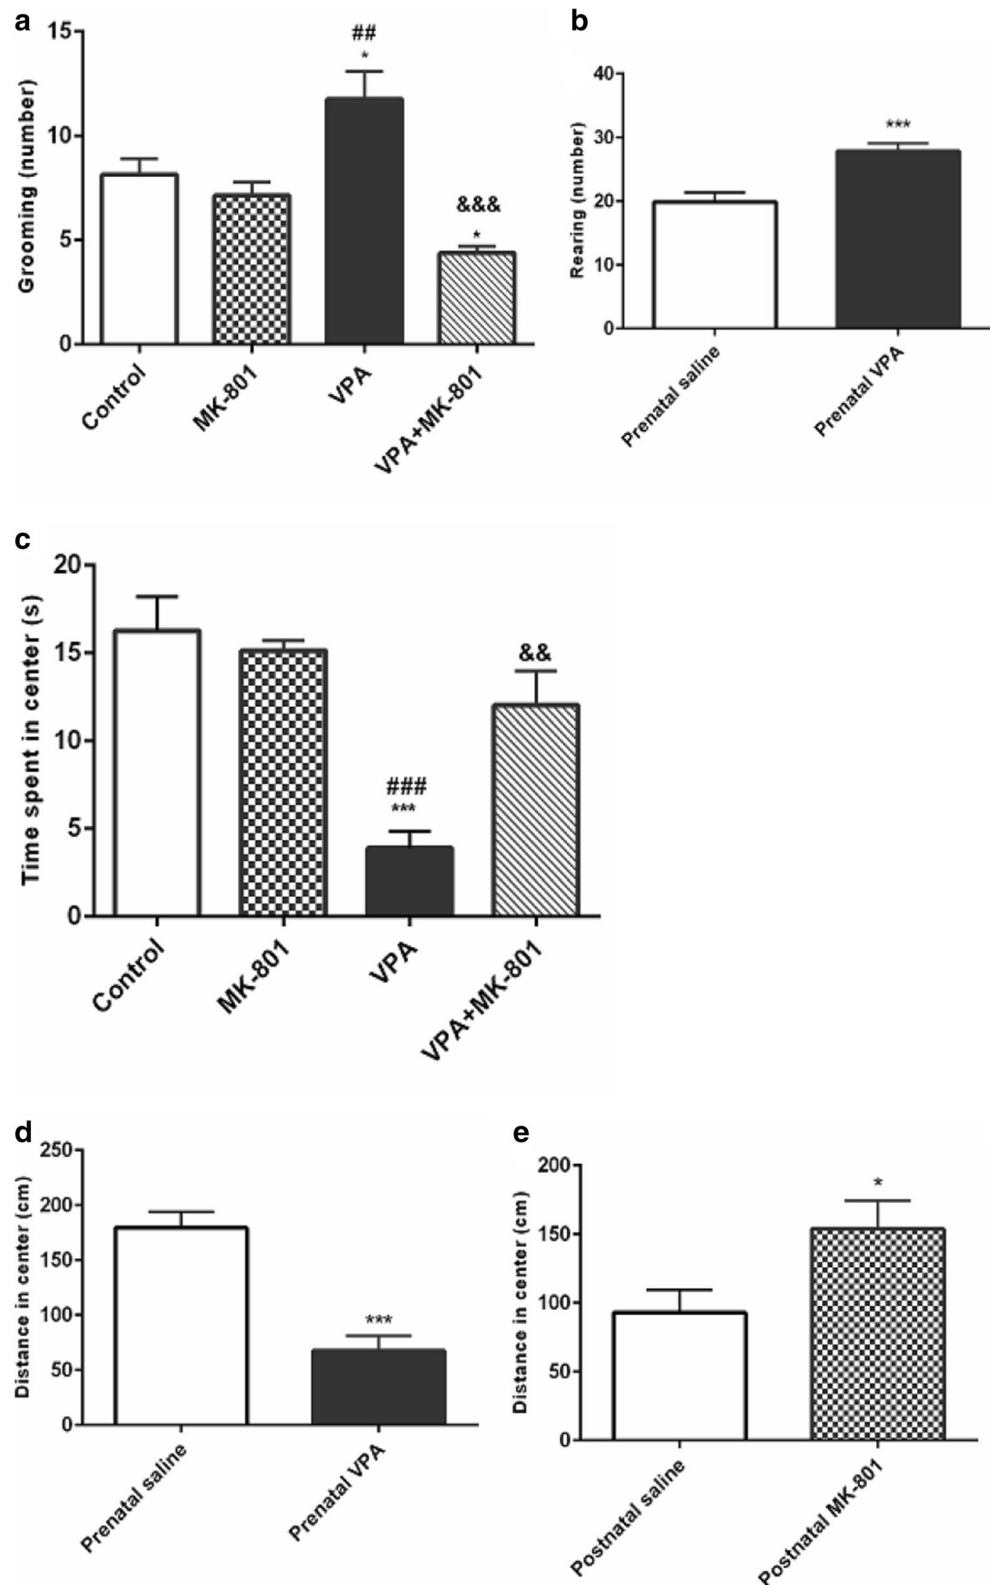 a
Grooming (number)
15
10
5
0
##
*
&&&
*
Control
MK-801
VPA
VPA+MK-801
b
Rearing (number)
40
30
20
10
0
***
Prenatal saline
Prenatal VPA
c
Time spent in center (s)
20
15
10
5
0
###
***
&&
Control
MK-801
VPA
VPA+MK-801
d
Distance in center (cm)
250
200
150
100
50
0
***
Prenatal saline
Prenatal VPA
e
Distance in center (cm)
200
150
100
50
0
*
Postnatal saline
Postnatal MK-801